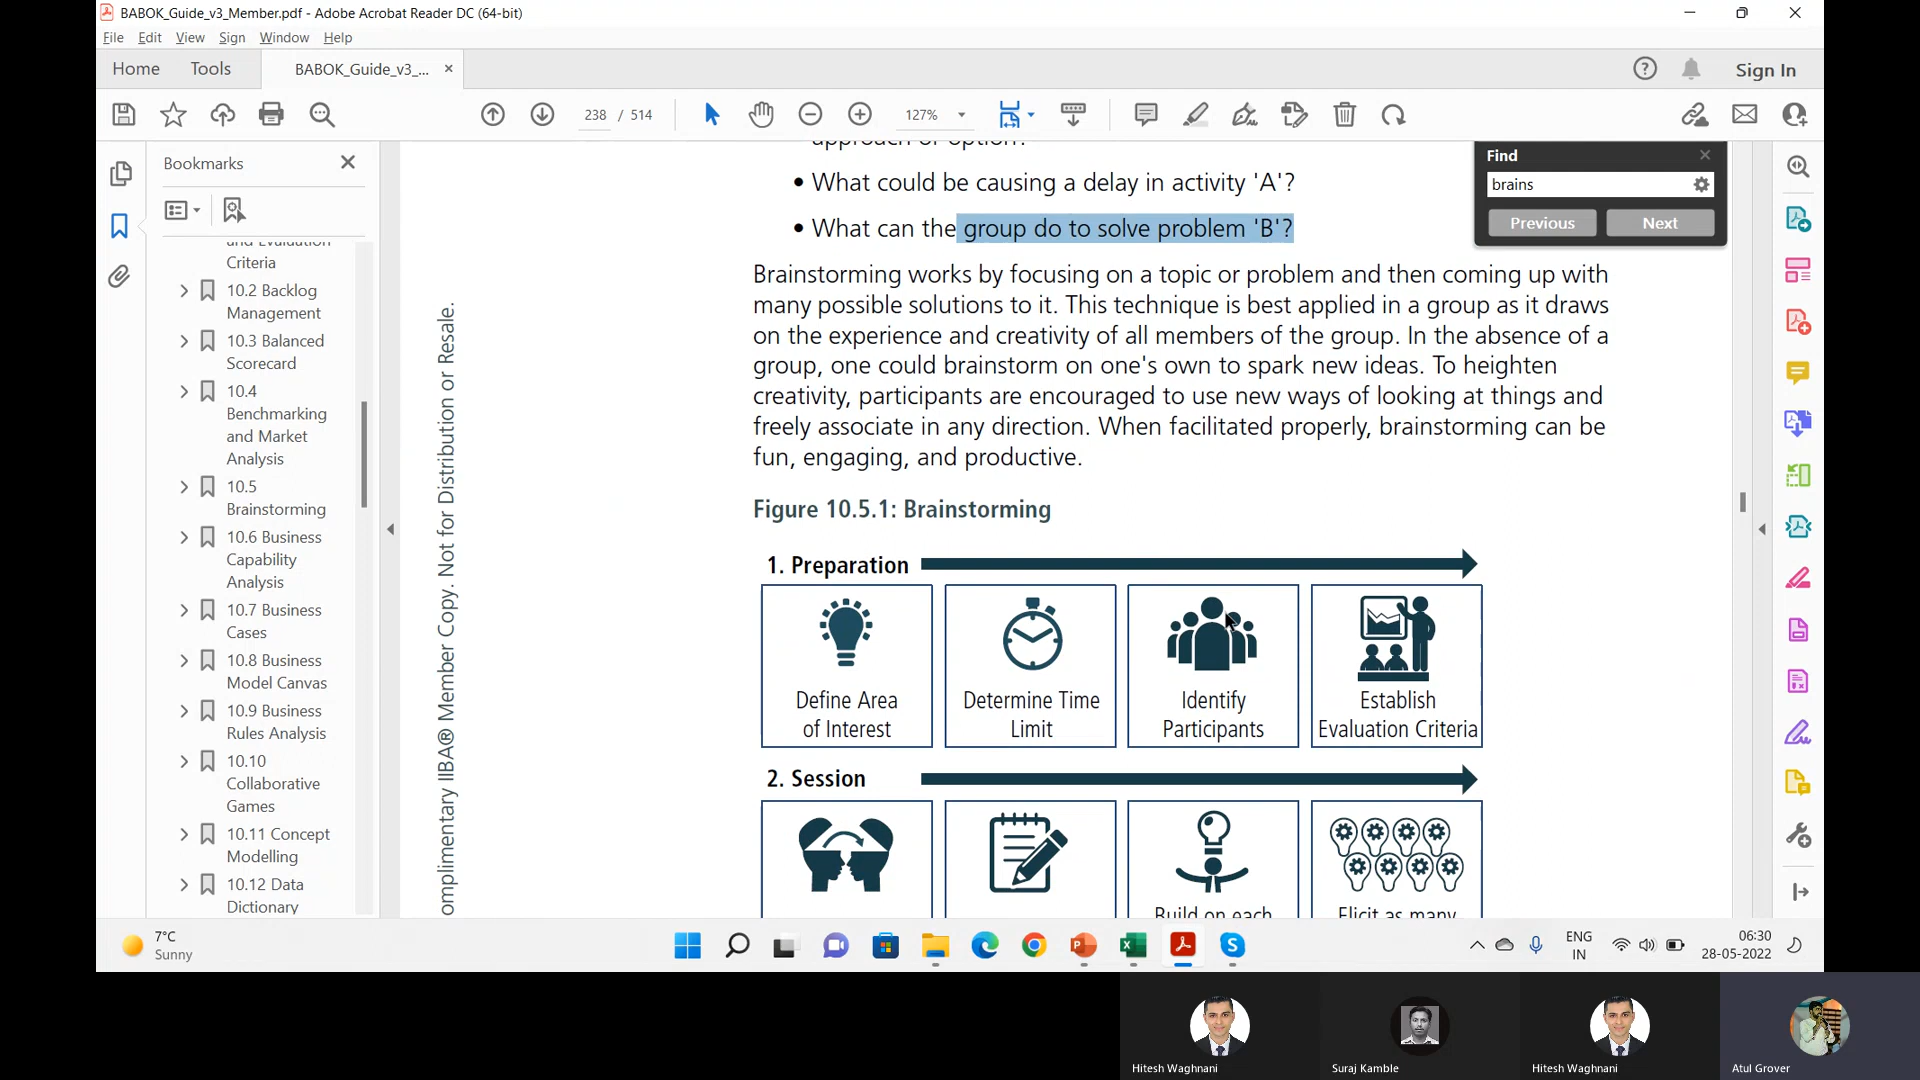 BABOK_Guide_v3_Member.pdf - Adobe Acrobat Reader DC (64-bit)
File Edit View Sign Window Help
Home Tools BABOK_Guide_v3_... × Sign In
238 / 514 127%
Bookmarks
and Evaluation
Criteria
10.2 Backlog
Management
10.3 Balanced
Scorecard
10.4
Benchmarking
and Market
Analysis
10.5
Brainstorming
10.6 Business
Capability
Analysis
10.7 Business
Cases
10.8 Business
Model Canvas
10.9 Business
Rules Analysis
10.10
Collaborative
Games
10.11 Concept
Modelling
10.12 Data
Dictionary
omplimentary IIBA® Member Copy. Not for Distribution or Resale.
approach or option?
• What could be causing a delay in activity 'A'?
• What can the group do to solve problem 'B'?
Brainstorming works by focusing on a topic or problem and then coming up with
many possible solutions to it. This technique is best applied in a group as it draws
on the experience and creativity of all members of the group. In the absence of a
group, one could brainstorm on one's own to spark new ideas. To heighten
creativity, participants are encouraged to use new ways of looking at things and
freely associate in any direction. When facilitated properly, brainstorming can be
fun, engaging, and productive.
Figure 10.5.1: Brainstorming
1. Preparation
Define Area
of Interest
Determine Time
Limit
Identify
Participants
Establish
Evaluation Criteria
2. Session
Build on each
Elicit as many
Find
brains
Previous Next
7°C
Sunny
ENG
IN
06:30
28-05-2022
Hitesh Waghnani
Suraj Kamble
Hitesh Waghnani
Atul Grover